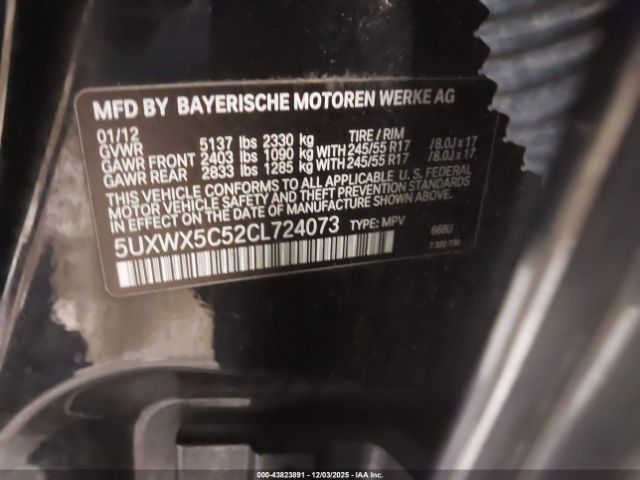 MFD BY BAYERISCHE MOTOREN WERKE AG
01/12
GVWR 5137 lbs 2330 kg TIRE / RIM
GAWR FRONT 2403 lbs 1090 kg WITH 245/55 R17 /8.0J x 17
GAWR REAR 2833 lbs 1285 kg WITH 245/55 R17 /8.0J x 17
THIS VEHICLE CONFORMS TO ALL APPLICABLE U.S. FEDERAL
MOTOR VEHICLE SAFETY AND THEFT PREVENTION STANDARDS
IN EFFECT ON THE DATE OF MANUFACTURE SHOWN ABOVE.
5UXWX5C52CL724073 TYPE: MPV 668U
7 320 730
000-43823891 - 12/03/2025 - IAA Inc.